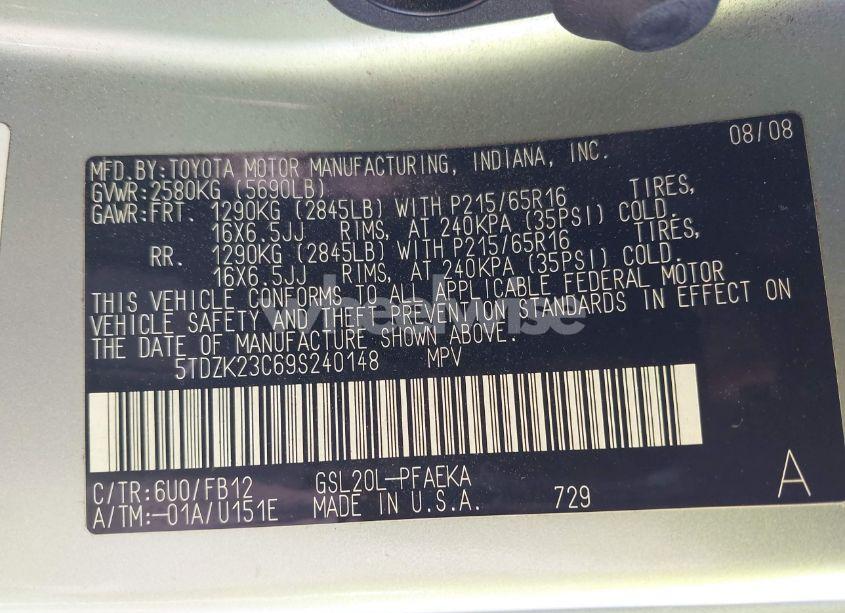 08/08
MFD.BY:TOYOTA MOTOR MANUFACTURING, INDIANA, INC.
GVWR:2580KG (5690LB)
GAWR:FRT. 1290KG (2845LB) WITH P215/65R16 TIRES,
16X6.5JJ RIMS, AT 240KPA (35PSI) COLD.
RR. 1290KG (2845LB) WITH P215/65R16 TIRES,
16X6.5JJ RIMS, AT 240KPA (35PSI) COLD.
THIS VEHICLE CONFORMS TO ALL APPLICABLE FEDERAL MOTOR
VEHICLE SAFETY AND THEFT PREVENTION STANDARDS IN EFFECT ON
THE DATE OF MANUFACTURE SHOWN ABOVE.
wheelwise
5TDZK23C69S240148 MPV
C/TR:6U0/FB12 GSL20L-PFAEKA
A/TM:-01A/U151E MADE IN U.S.A. 729 A